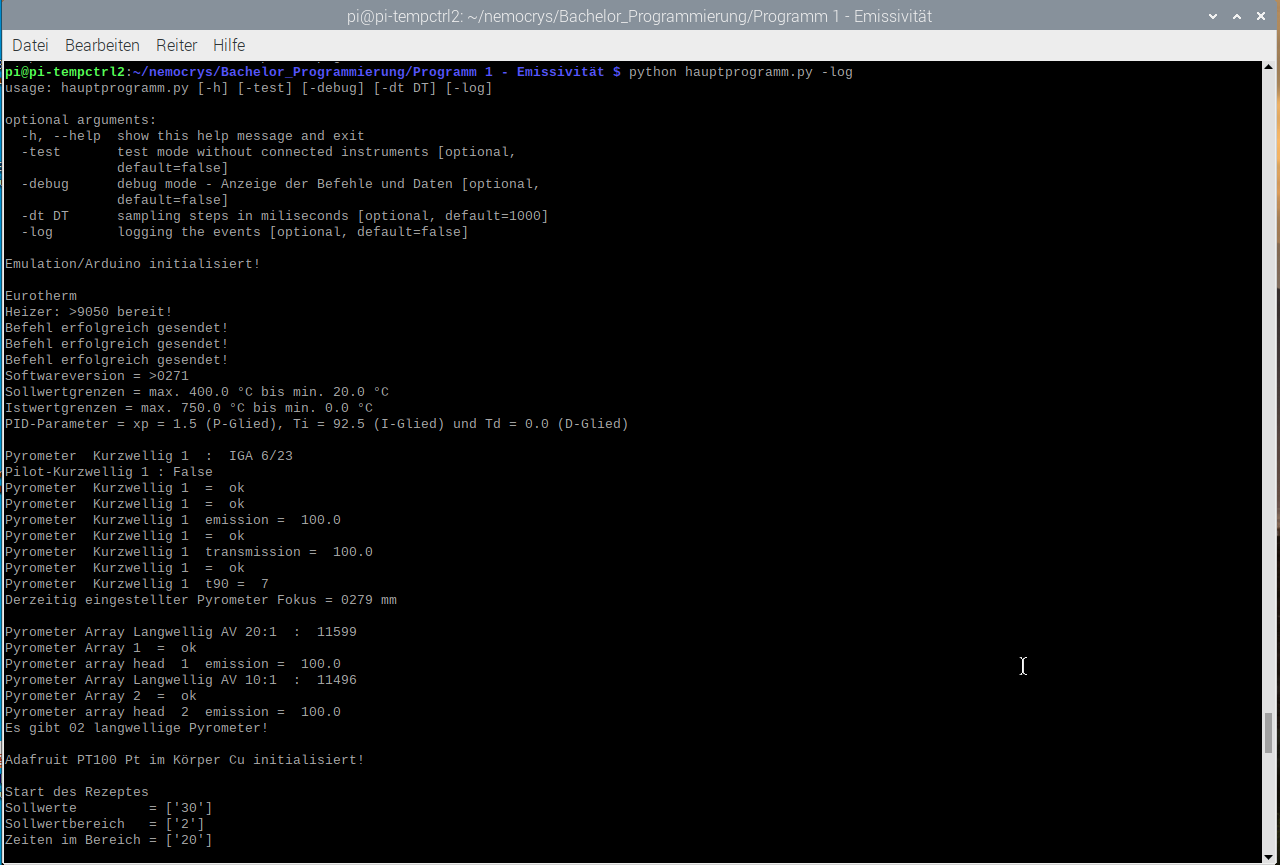 pi@pi-tempctrl2: ~/nemocrys/Bachelor_Programmierung/Programm 1 - Emissivität
Datei Bearbeiten Reiter Hilfe
pi@pi-tempctrl2:~/nemocrys/Bachelor_Programmierung/Programm 1 - Emissivität $ python hauptprogramm.py -log
usage: hauptprogramm.py [-h] [-test] [-debug] [-dt DT] [-log]
optional arguments:
-h, --help  show this help message and exit
-test       test mode without connected instruments [optional,
default=false]
-debug      debug mode - Anzeige der Befehle und Daten [optional,
default=false]
-dt DT      sampling steps in miliseconds [optional, default=1000]
-log        logging the events [optional, default=false]
Emulation/Arduino initialisiert!
Eurotherm
Heizer: >9050 bereit!
Befehl erfolgreich gesendet!
Befehl erfolgreich gesendet!
Befehl erfolgreich gesendet!
Softwareversion = >0271
Sollwertgrenzen = max. 400.0 °C bis min. 20.0 °C
Istwertgrenzen = max. 750.0 °C bis min. 0.0 °C
PID-Parameter = xp = 1.5 (P-Glied), Ti = 92.5 (I-Glied) und Td = 0.0 (D-Glied)
Pyrometer  Kurzwellig 1  :  IGA 6/23
Pilot-Kurzwellig 1 : False
Pyrometer  Kurzwellig 1  =  ok
Pyrometer  Kurzwellig 1  =  ok
Pyrometer  Kurzwellig 1  emission =  100.0
Pyrometer  Kurzwellig 1  =  ok
Pyrometer  Kurzwellig 1  transmission =  100.0
Pyrometer  Kurzwellig 1  =  ok
Pyrometer  Kurzwellig 1  t90 =  7
Derzeitig eingestellter Pyrometer Fokus = 0279 mm
Pyrometer Array Langwellig AV 20:1  :  11599
Pyrometer Array 1  =  ok
Pyrometer array head  1  emission =  100.0
Pyrometer Array Langwellig AV 10:1  :  11496
Pyrometer Array 2  =  ok
Pyrometer array head  2  emission =  100.0
Es gibt 02 langwellige Pyrometer!
Adafruit PT100 Pt im Körper Cu initialisiert!
Start des Rezeptes
Sollwerte         = ['30']
Sollwertbereich   = ['2']
Zeiten im Bereich = ['20']